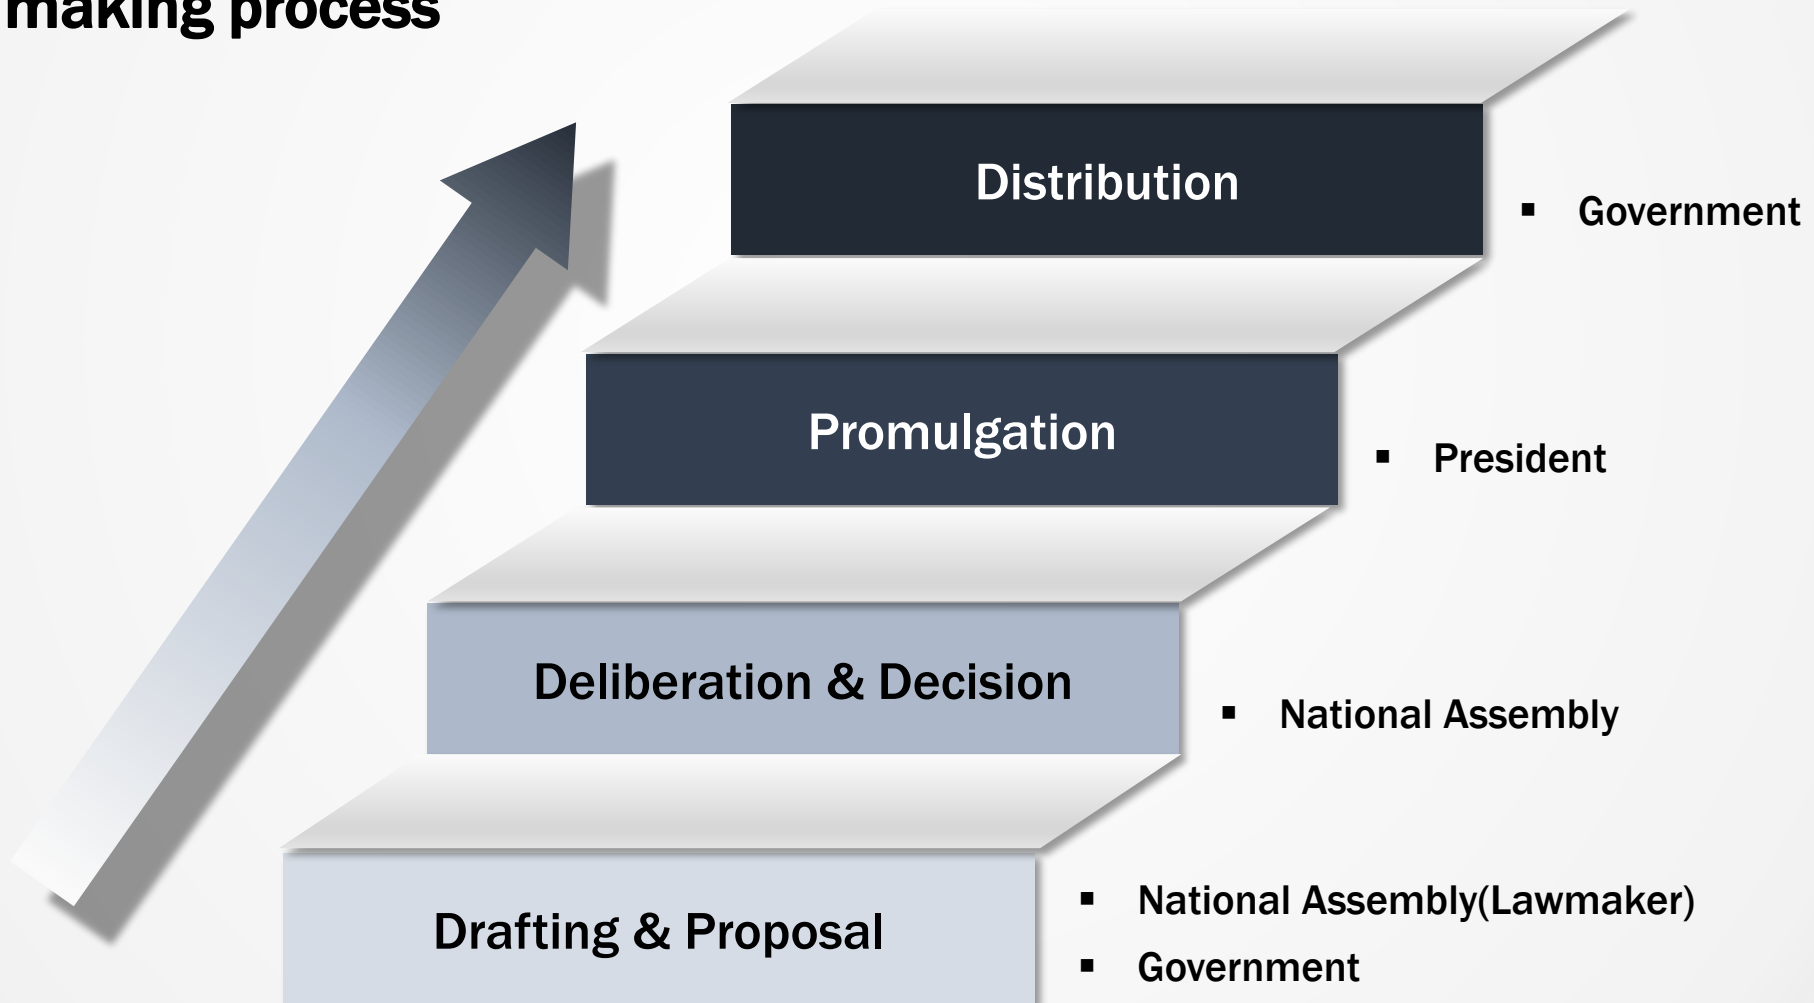 making process
Distribution
▪ Government
Promulgation
▪ President
Deliberation & Decision
▪ National Assembly
Drafting & Proposal
▪ National Assembly(Lawmaker)
▪ Government